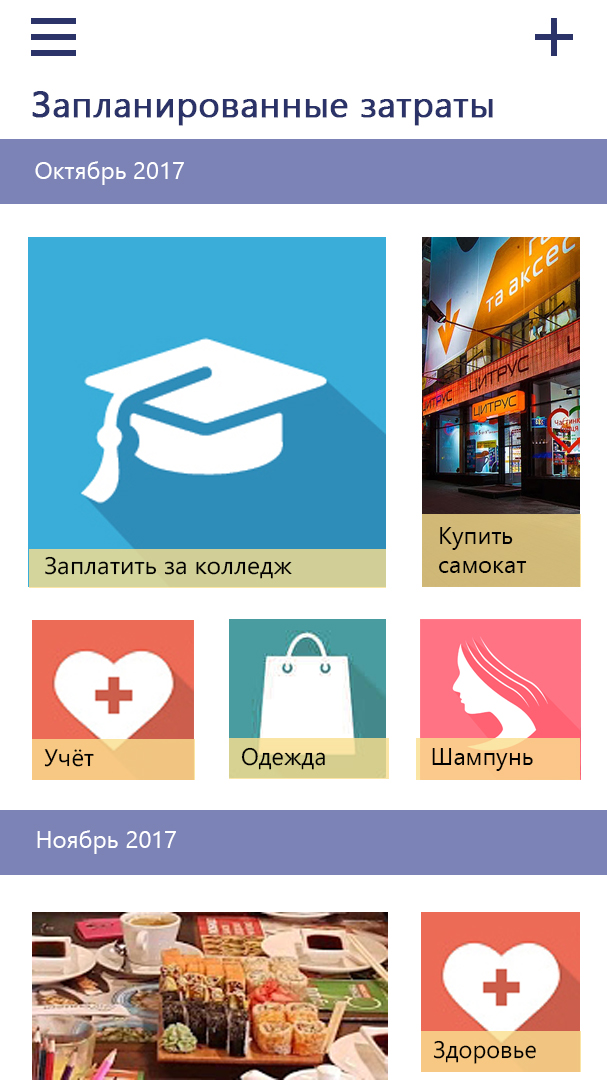 Запланированные затраты
Октябрь 2017
та аксес
ЦИТРУС
ЦИТРУС
ЦИТРУС
Заплатить за колледж
Купить
самокат
Учёт
Одежда
Шампунь
Ноябрь 2017
Здоровье